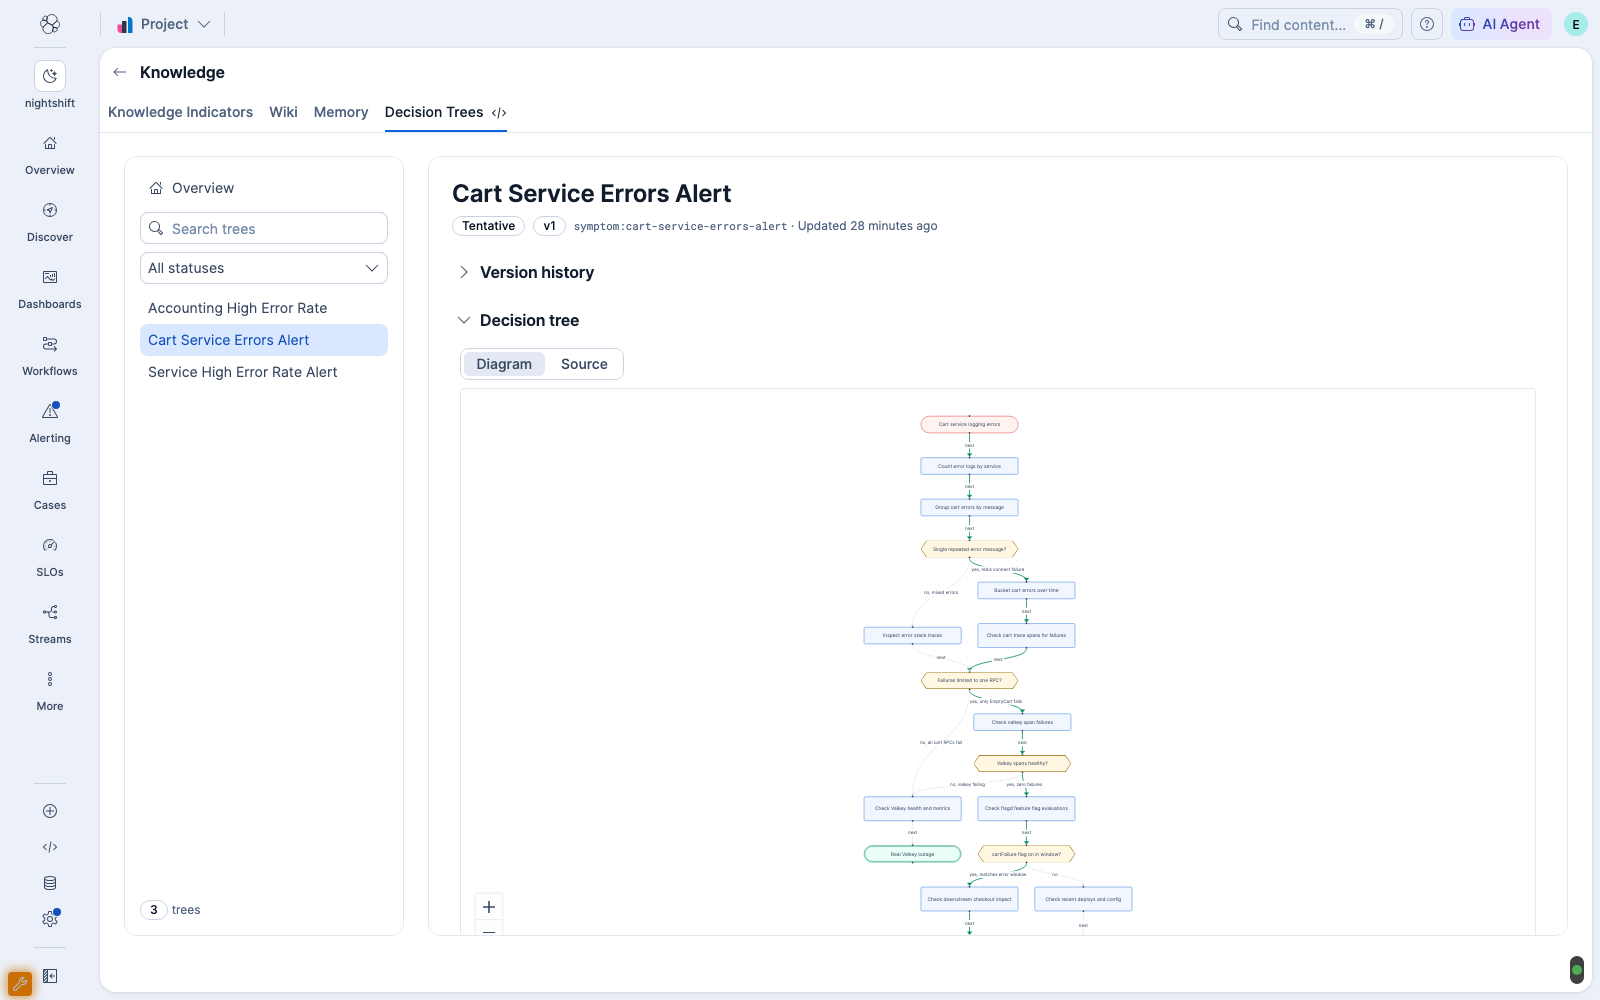 Project
Find content...
⌘ /
AI Agent
E
Knowledge
Knowledge Indicators
Wiki
Memory
Decision Trees
nightshift
Overview
Discover
Dashboards
Workflows
Alerting
Cases
SLOs
Streams
More
Overview
Search trees
All statuses
Accounting High Error Rate
Cart Service Errors Alert
Service High Error Rate Alert
3 trees
Cart Service Errors Alert
Tentative
v1
symptom:cart-service-errors-alert · Updated 28 minutes ago
Version history
Decision tree
Diagram
Source
Cart service logging errors
next
Count error logs by service
next
Group cart errors by message
next
Single repeated error message?
yes, redis connect failure
Bucket cart errors over time
no, mixed errors
next
Inspect error stack traces
Check cart trace spans for failures
next
next
Failures limited to one RPC?
yes, only EmptyCart fails
Check valkey span failures
no, all cart RPCs fail
next
Valkey spans healthy?
no, valkey failing
yes, zero failures
Check Valkey health and metrics
Check flagd feature flag evaluations
next
next
Real Valkey outage
cartFailure flag on in window?
yes, matches error window
no
Check downstream checkout impact
Check recent deploys and config
next
next